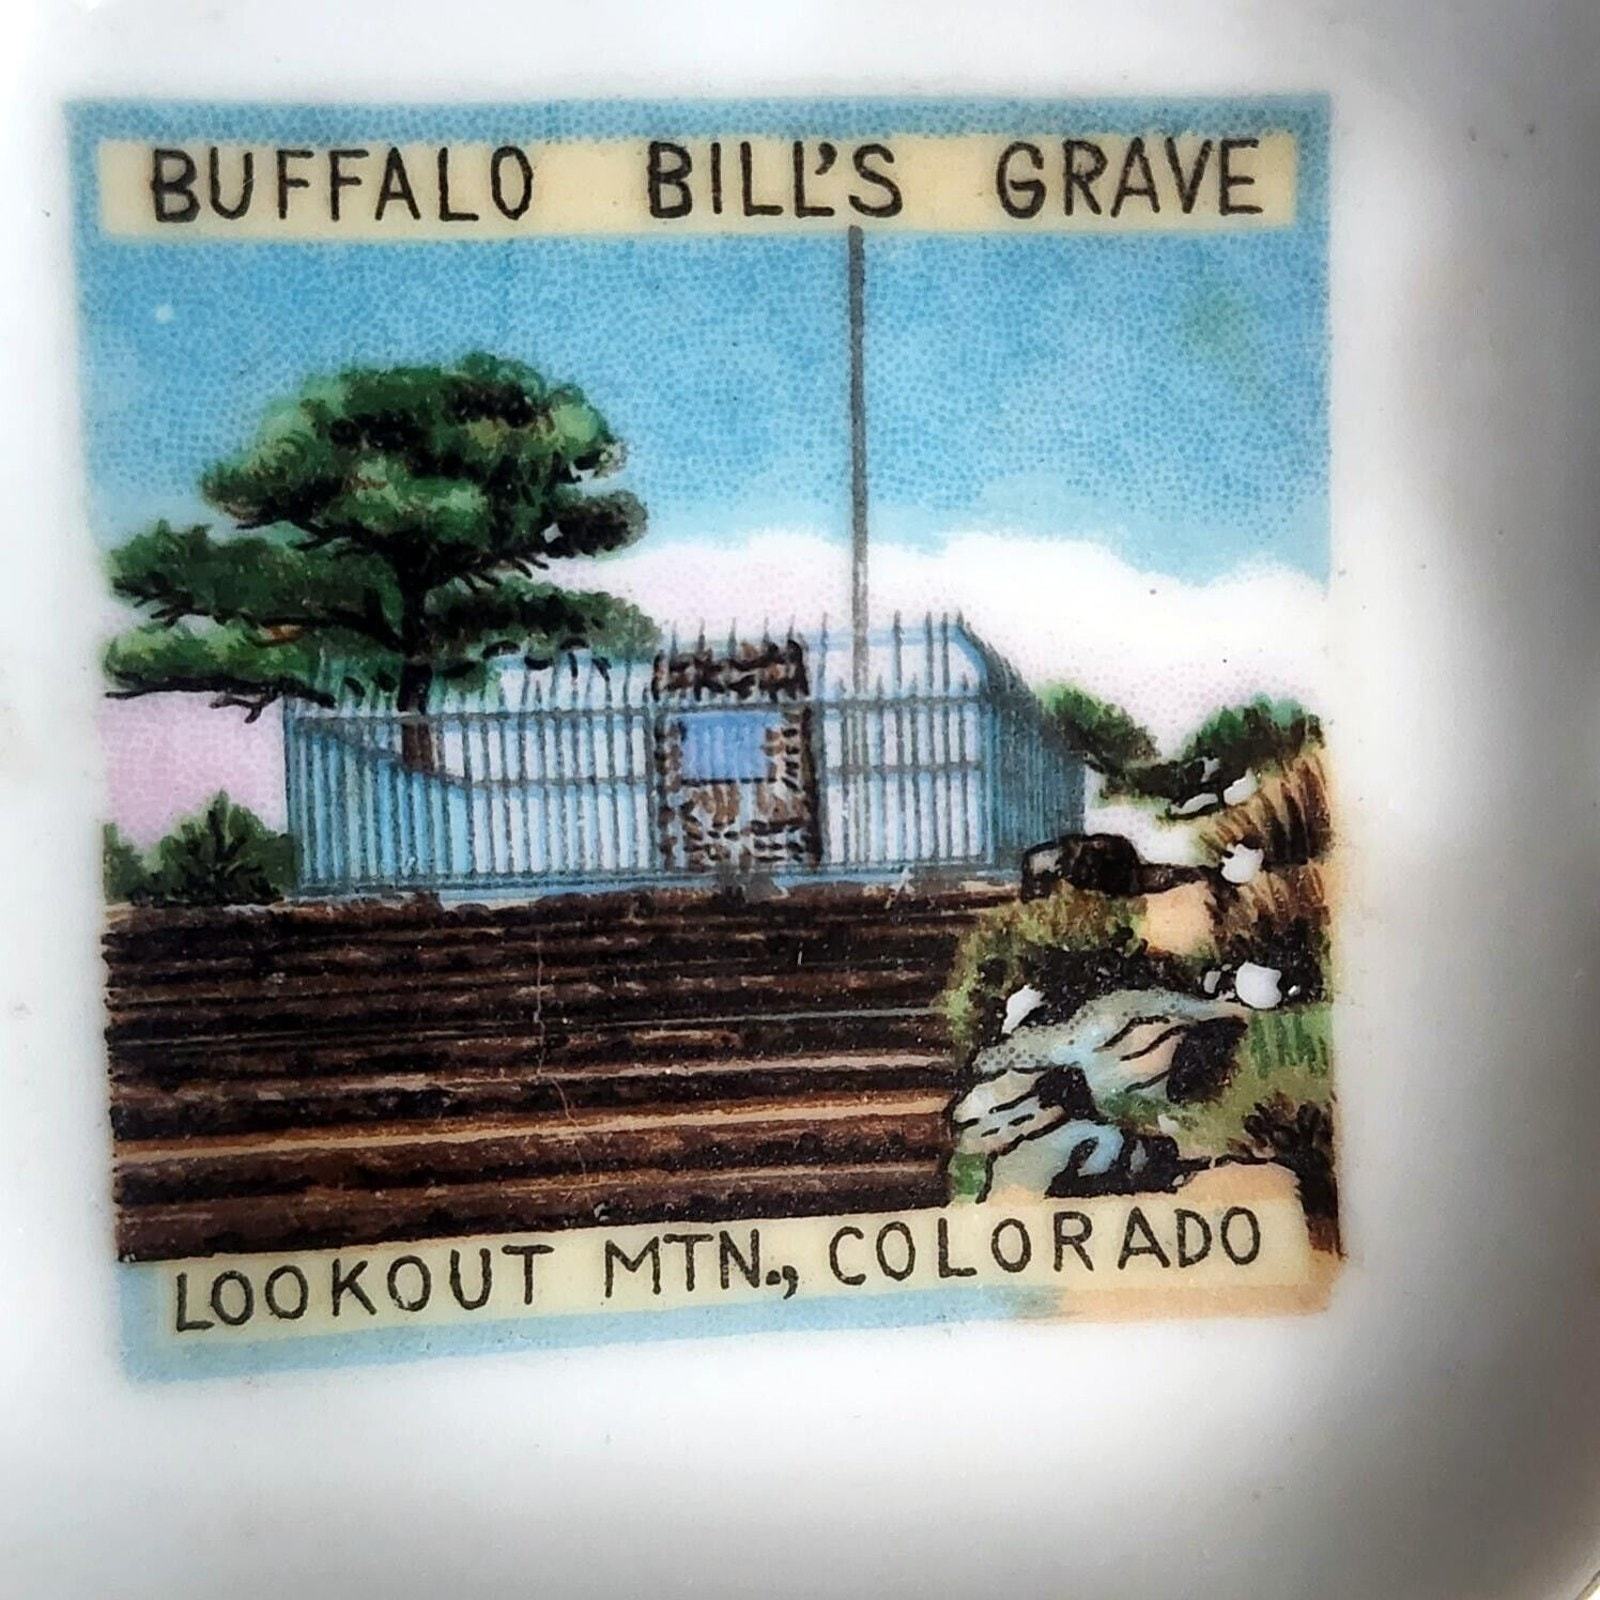 BUFFALO BILL'S GRAVE
LOOKOUT MTN., COLORADO